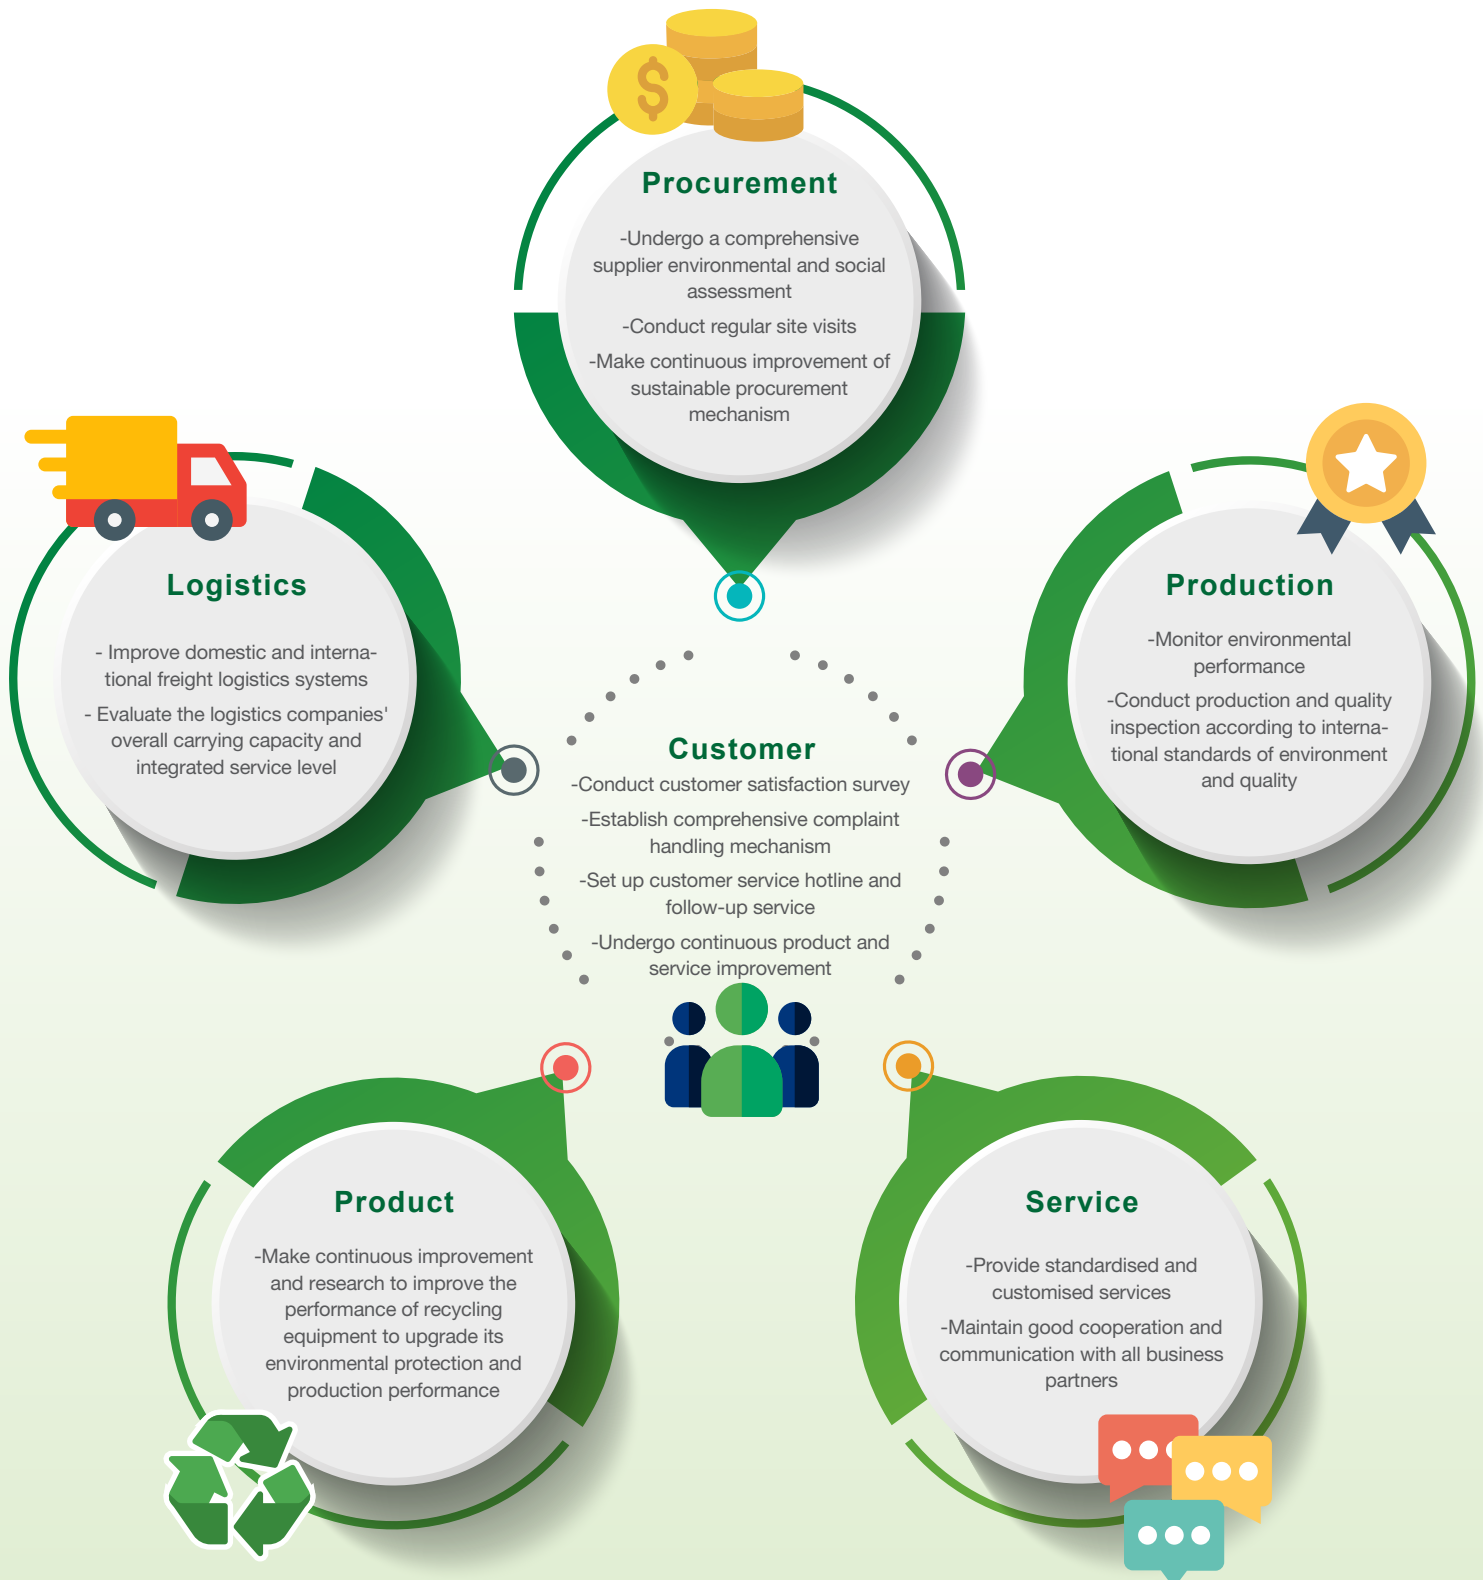 Procurement
-Undergo a comprehensive
supplier environmental and social
assessment
-Conduct regular site visits
-Make continuous improvement of
sustainable procurement
mechanism
Logistics
- Improve domestic and interna-
tional freight logistics systems
- Evaluate the logistics companies'
overall carrying capacity and
integrated service level
Production
-Monitor environmental
performance
-Conduct production and quality
inspection according to interna-
tional standards of environment
and quality
Customer
-Conduct customer satisfaction survey
-Establish comprehensive complaint
handling mechanism
-Set up customer service hotline and
follow-up service
-Undergo continuous product and
service improvement
Product
-Make continuous improvement
and research to improve the
performance of recycling
equipment to upgrade its
environmental protection and
production performance
Service
-Provide standardised and
customised services
-Maintain good cooperation and
communication with all business
partners